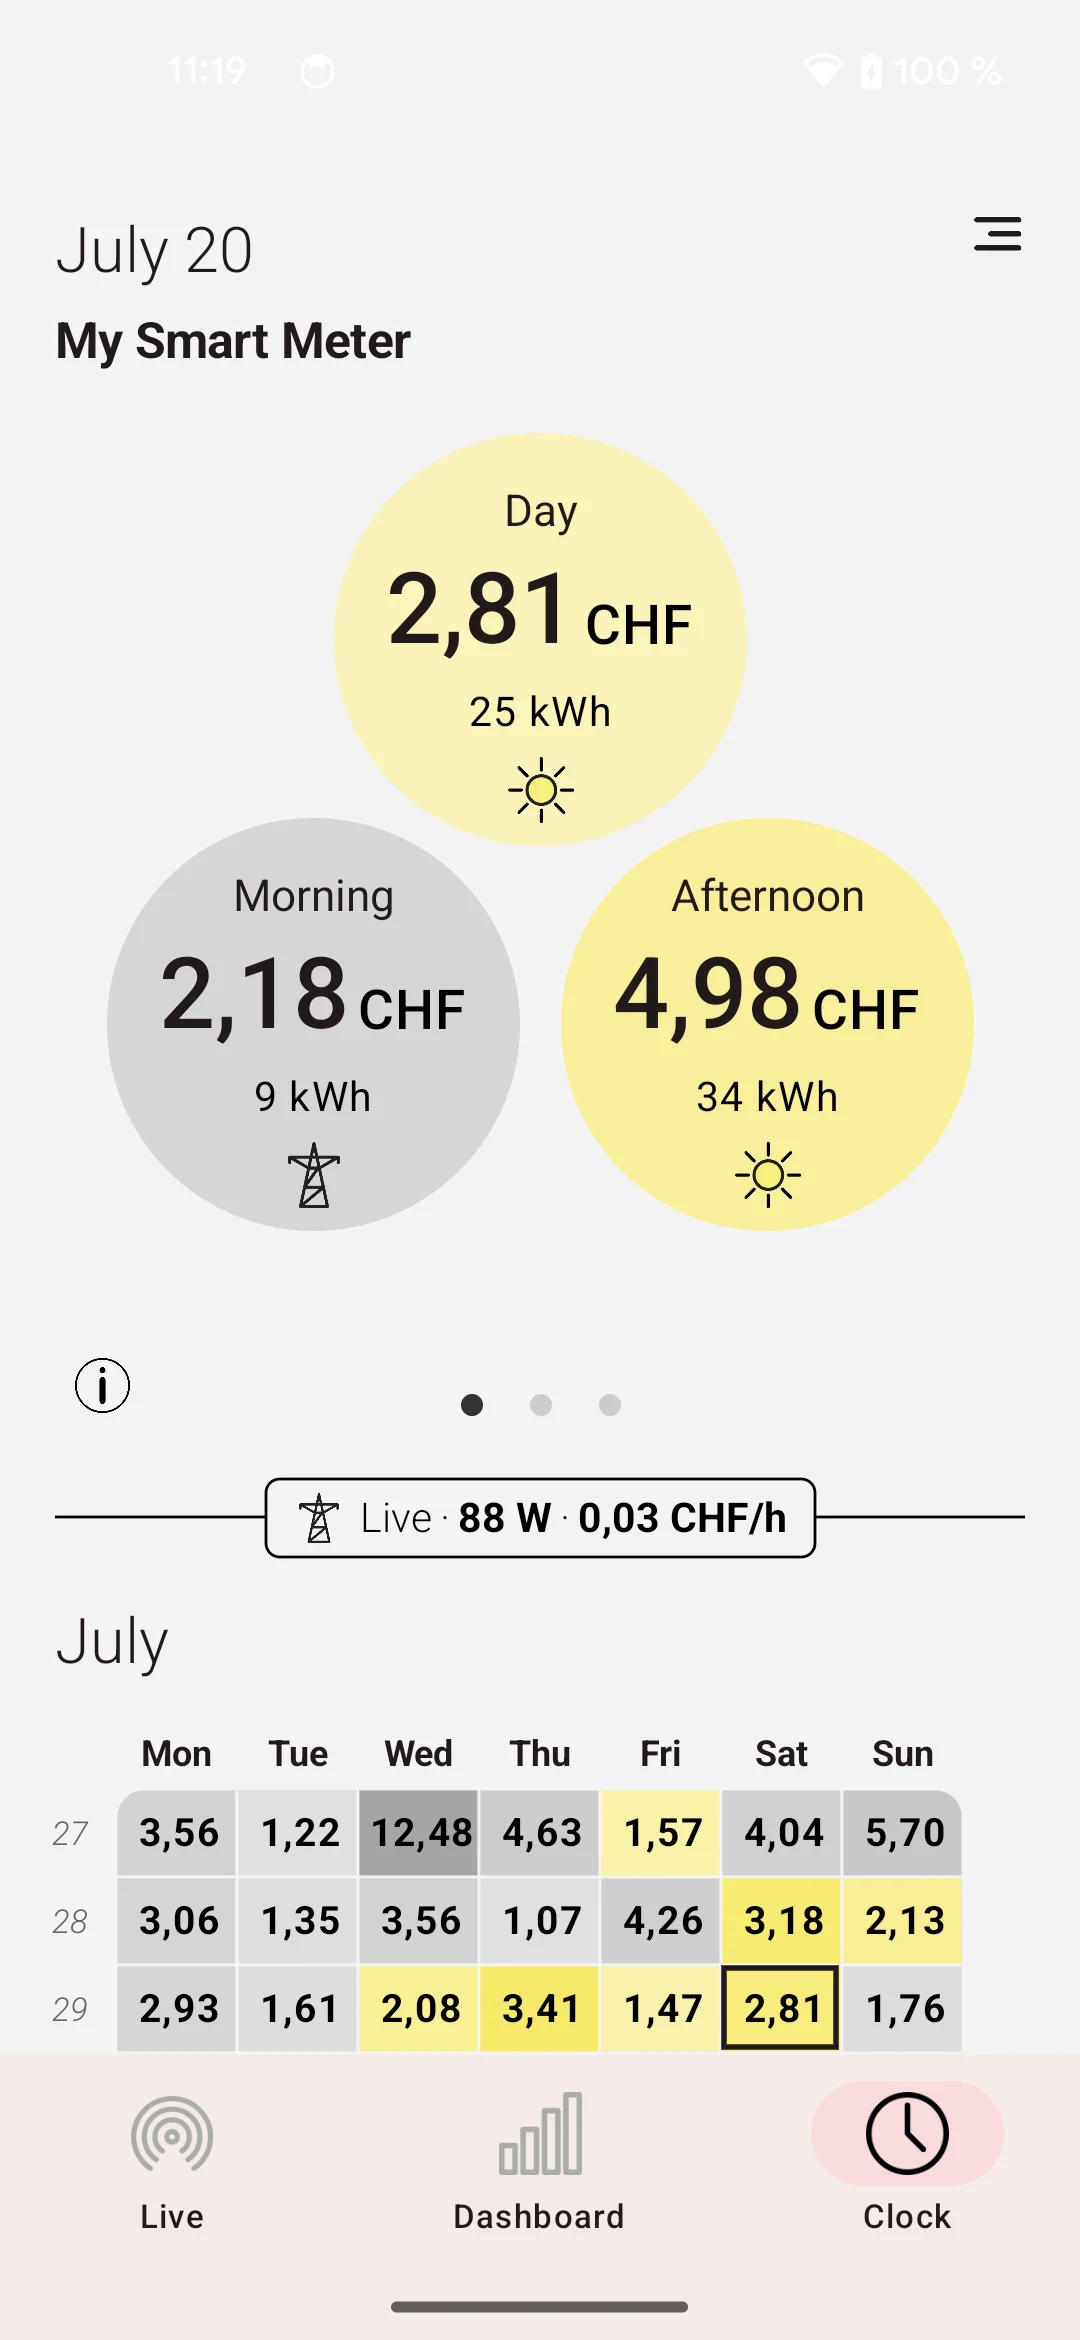 11:19
100 %
July 20
My Smart Meter
Day
2,81 CHF
25 kWh
Morning
2,18 CHF
9 kWh
Afternoon
4,98 CHF
34 kWh
i
Live · 88 W · 0,03 CHF/h
July
Mon Tue Wed Thu Fri Sat Sun
27 3,56 1,22 12,48 4,63 1,57 4,04 5,70
28 3,06 1,35 3,56 1,07 4,26 3,18 2,13
29 2,93 1,61 2,08 3,41 1,47 2,81 1,76
Live Dashboard Clock